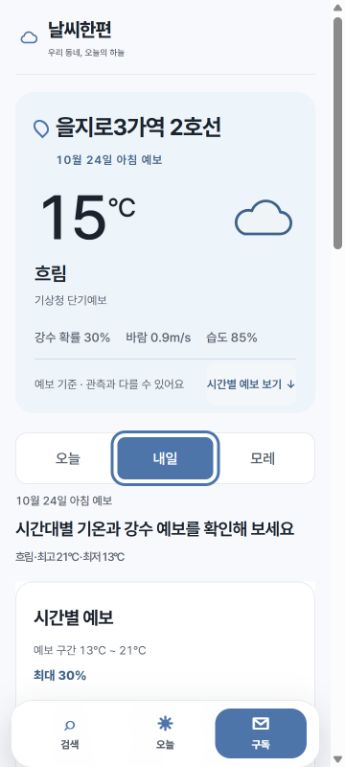 날씨한편
우리 동네, 오늘의 하늘
을지로3가역 2호선
10월 24일 아침 예보
15℃
흐림
기상청 단기예보
강수 확률 30% 바람 0.9m/s 습도 85%
예보 기준 · 관측과 다를 수 있어요 시간별 예보 보기 ↓
오늘 내일 모레
10월 24일 아침 예보
시간대별 기온과 강수 예보를 확인해 보세요
흐림·최고 21℃·최저 13℃
시간별 예보
예보 구간 13℃ ~ 21℃
최대 30%
검색 오늘 구독